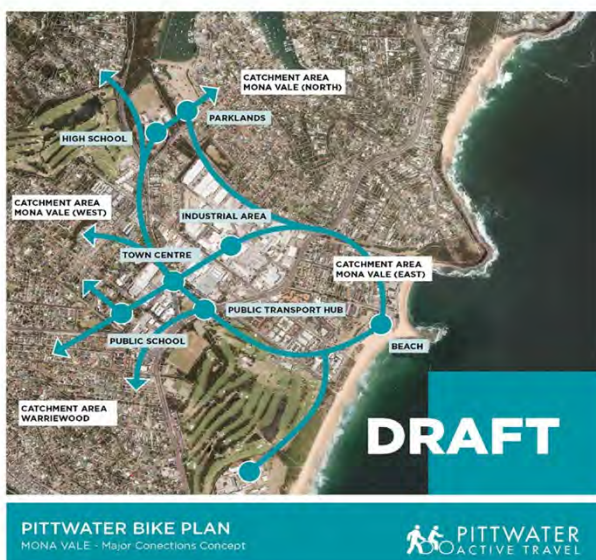 CATCHMENT AREA
MONA VALE (NORTH)
PARKLANDS
HIGH SCHOOL
CATCHMENT AREA
MONA VALE (WEST)
INDUSTRIAL AREA
TOWN CENTRE
CATCHMENT AREA
MONA VALE (EAST)
PUBLIC TRANSPORT HUB
PUBLIC SCHOOL
BEACH
CATCHMENT AREA
WARRIEWOOD
DRAFT
PITTWATER BIKE PLAN
MONA VALE - Major Conections Concept
PITTWATER
ACTIVE TRAVEL